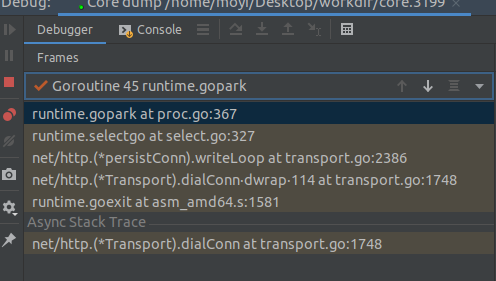 Debug: Core dump /home/moyi/Desktop/workdir/core.3199 ×
Debugger Console
Frames
Goroutine 45 runtime.gopark
runtime.gopark at proc.go:367
runtime.selectgo at select.go:327
net/http.(*persistConn).writeLoop at transport.go:2386
net/http.(*Transport).dialConn·dwrap·114 at transport.go:1748
runtime.goexit at asm_amd64.s:1581
Async Stack Trace
net/http.(*Transport).dialConn at transport.go:1748